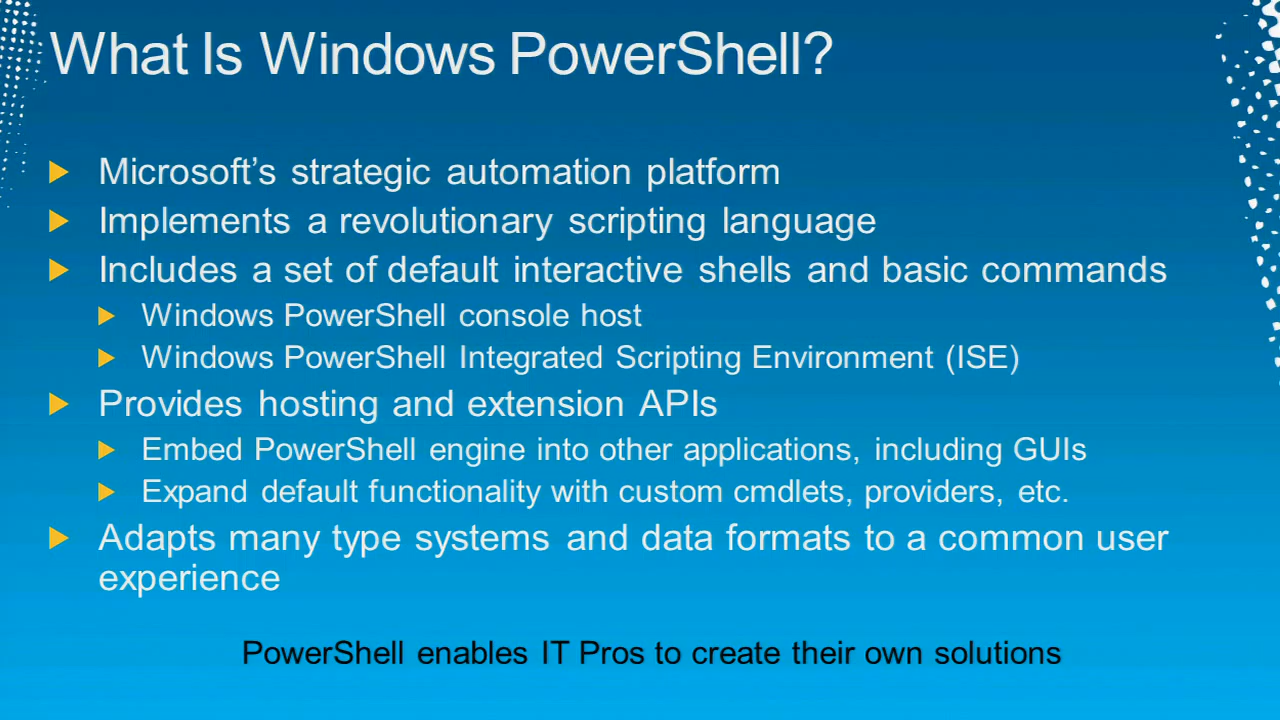 What Is Windows PowerShell?
Microsoft’s strategic automation platform
Implements a revolutionary scripting language
Includes a set of default interactive shells and basic commands
Windows PowerShell console host
Windows PowerShell Integrated Scripting Environment (ISE)
Provides hosting and extension APIs
Embed PowerShell engine into other applications, including GUIs
Expand default functionality with custom cmdlets, providers, etc.
Adapts many type systems and data formats to a common user
experience
PowerShell enables IT Pros to create their own solutions